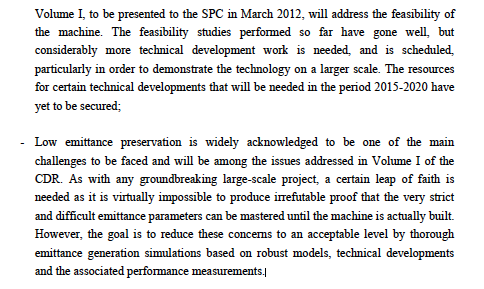 Volume I, to be presented to the SPC in March 2012, will address the feasibility of
the machine. The feasibility studies performed so far have gone well, but
considerably more technical development work is needed, and is scheduled,
particularly in order to demonstrate the technology on a larger scale. The resources
for certain technical developments that will be needed in the period 2015-2020 have
yet to be secured;
- Low emittance preservation is widely acknowledged to be one of the main
challenges to be faced and will be among the issues addressed in Volume I of the
CDR. As with any groundbreaking large-scale project, a certain leap of faith is
needed as it is virtually impossible to produce irrefutable proof that the very strict
and difficult emittance parameters can be mastered until the machine is actually built.
However, the goal is to reduce these concerns to an acceptable level by thorough
emittance generation simulations based on robust models, technical developments
and the associated performance measurements.